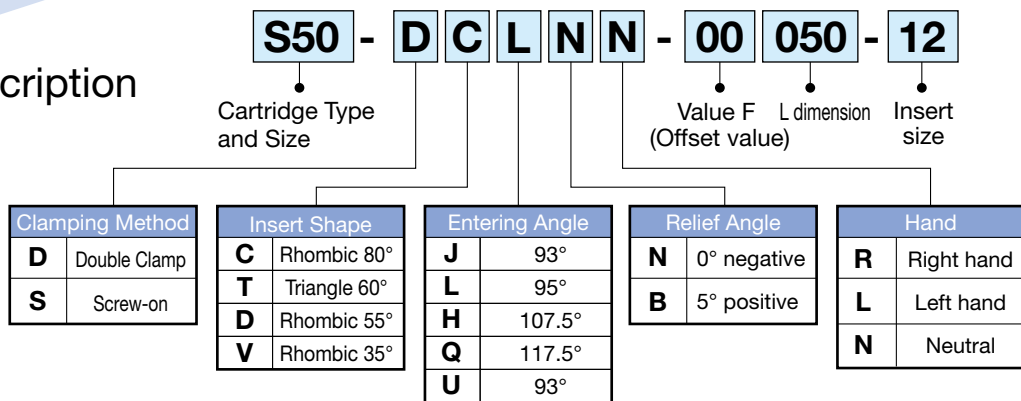 S50 - D C L N N - 00 050 - 12
cription
Cartridge Type
and Size
Value F
(Offset value)
L dimension
Insert
size
Clamping Method
D Double Clamp
S Screw-on
Insert Shape
C Rhombic 80°
T Triangle 60°
D Rhombic 55°
V Rhombic 35°
Entering Angle
J 93°
L 95°
H 107.5°
Q 117.5°
U 93°
Relief Angle
N 0° negative
B 5° positive
Hand
R Right hand
L Left hand
N Neutral